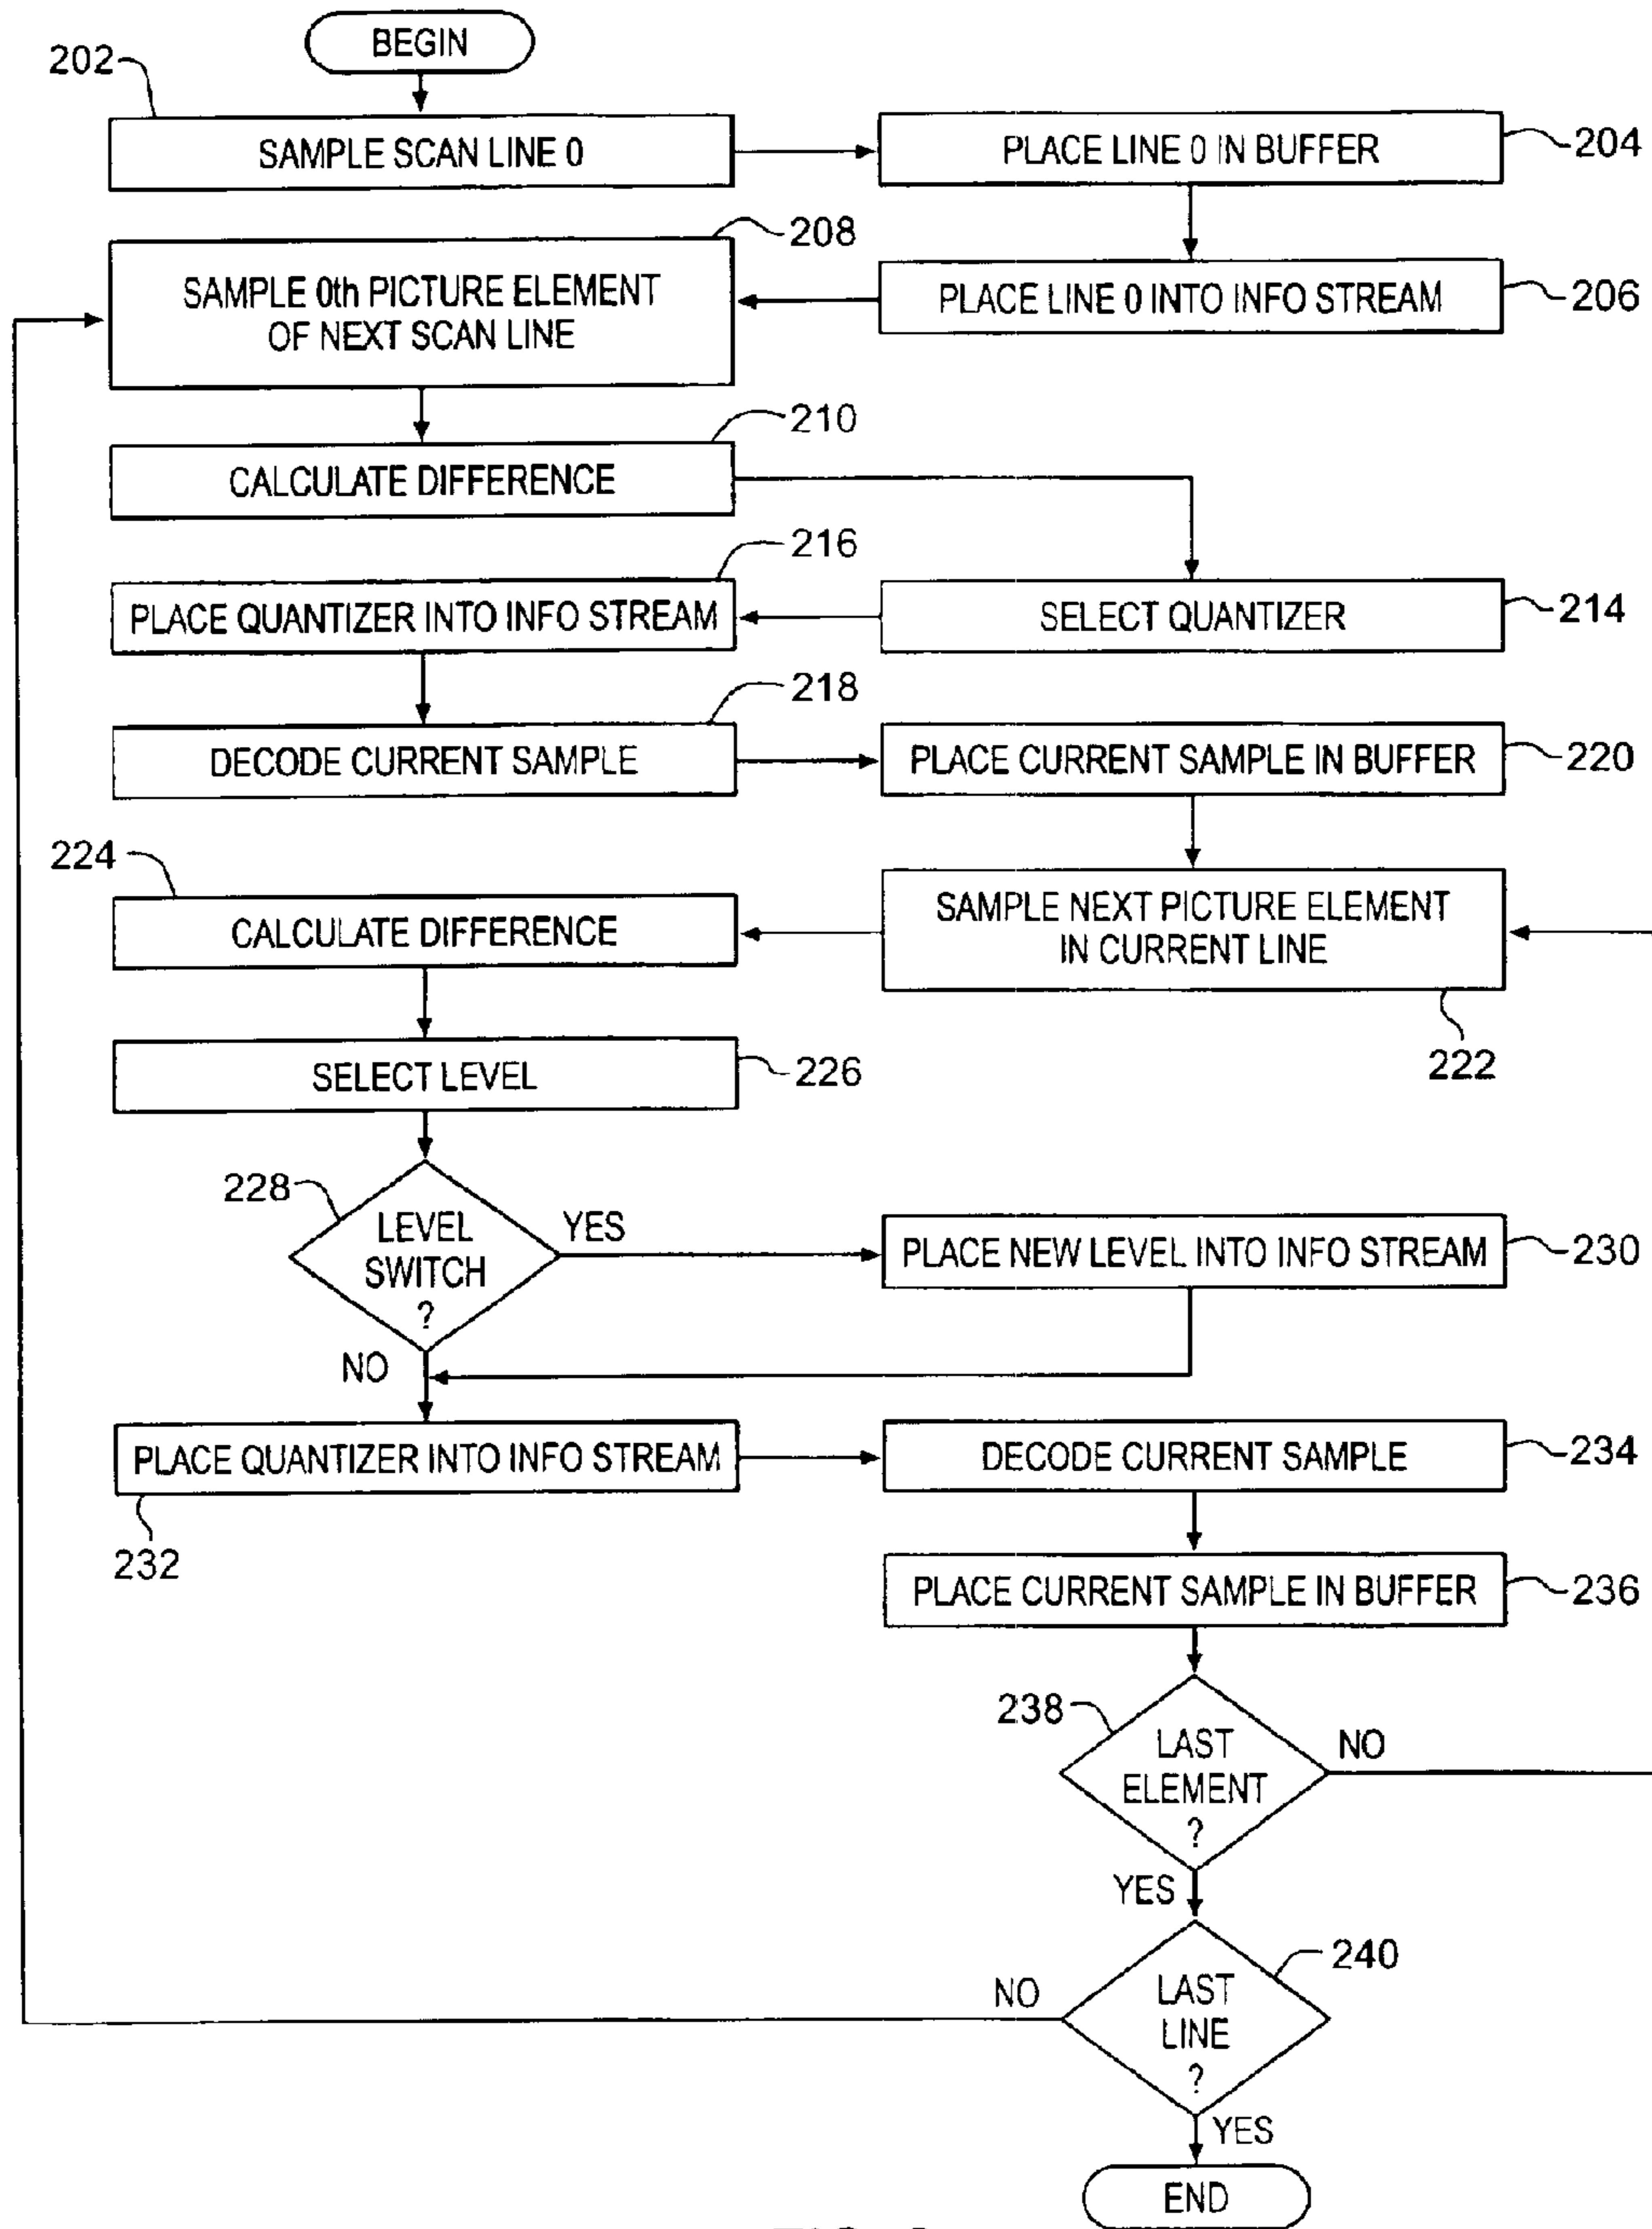 BEGIN
202
SAMPLE SCAN LINE 0
PLACE LINE 0 IN BUFFER
204
208
SAMPLE 0th PICTURE ELEMENT
OF NEXT SCAN LINE
PLACE LINE 0 INTO INFO STREAM
206
210
CALCULATE DIFFERENCE
216
PLACE QUANTIZER INTO INFO STREAM
SELECT QUANTIZER
214
218
DECODE CURRENT SAMPLE
PLACE CURRENT SAMPLE IN BUFFER
220
224
CALCULATE DIFFERENCE
SAMPLE NEXT PICTURE ELEMENT
IN CURRENT LINE
222
SELECT LEVEL
226
228
LEVEL
SWITCH
?
YES
NO
PLACE NEW LEVEL INTO INFO STREAM
230
PLACE QUANTIZER INTO INFO STREAM
232
DECODE CURRENT SAMPLE
234
PLACE CURRENT SAMPLE IN BUFFER
236
238
LAST
ELEMENT
?
NO
YES
240
LAST
LINE
?
NO
YES
END